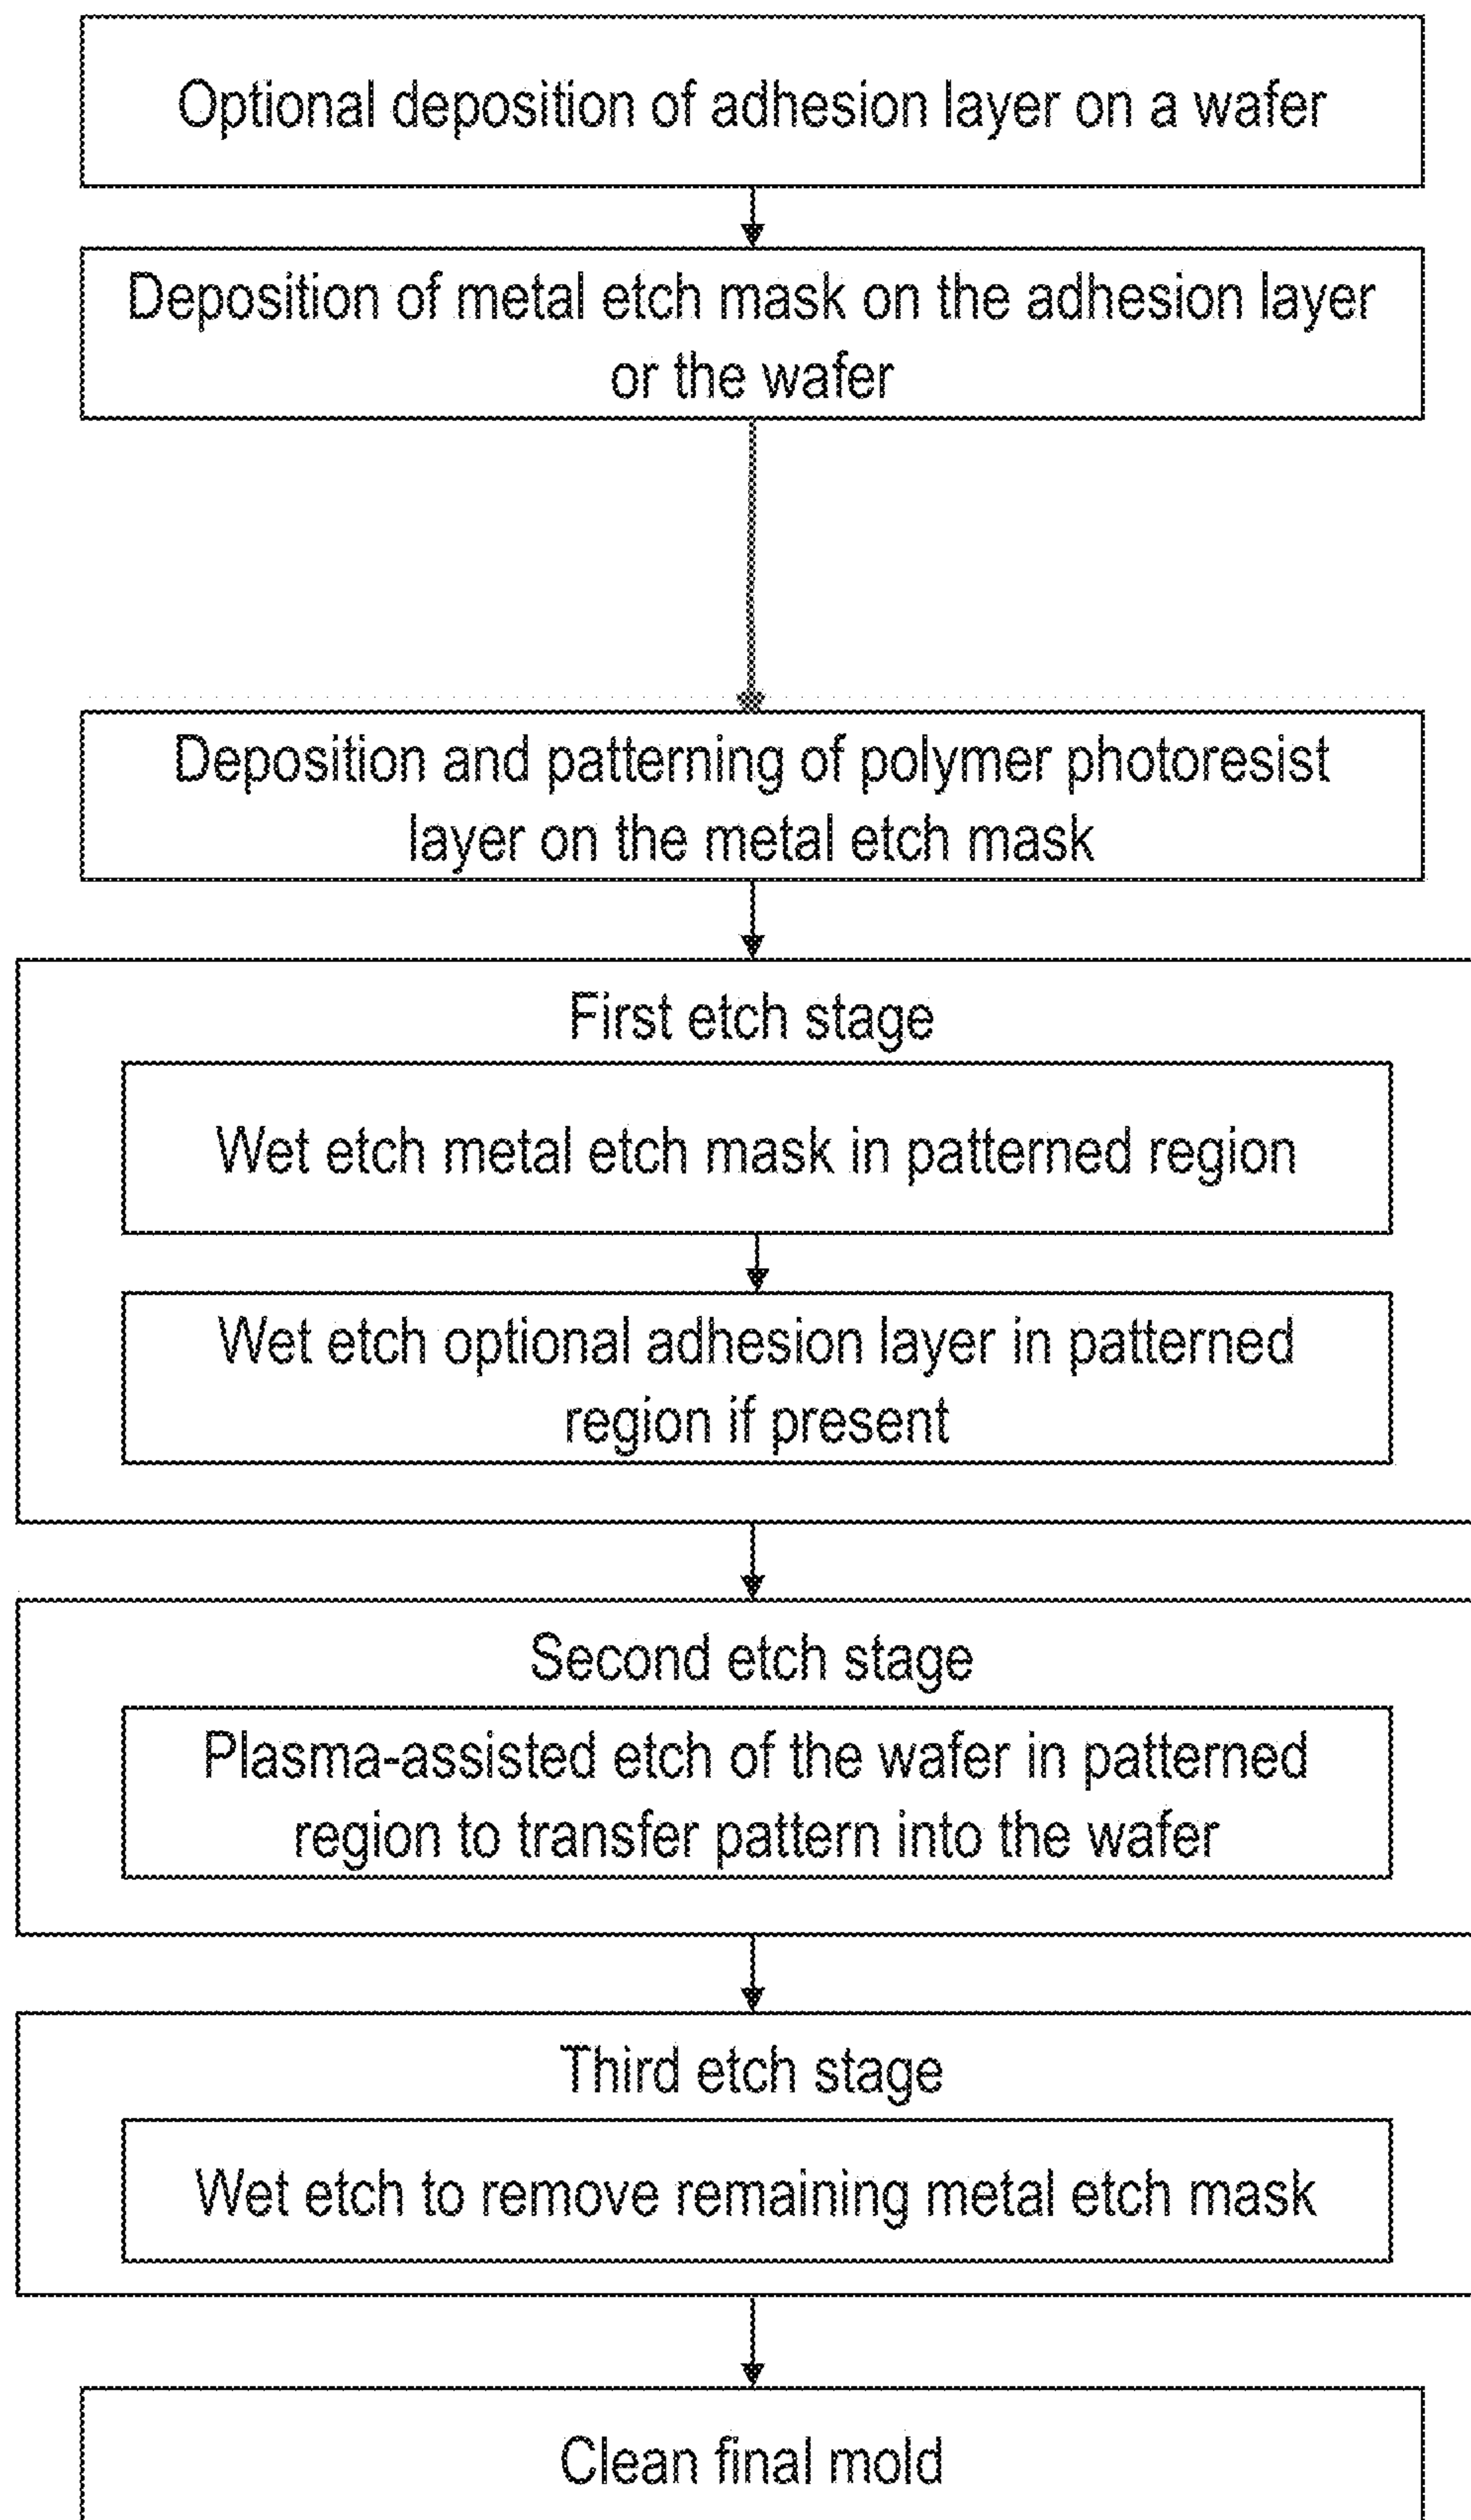 Optional deposition of adhesion layer on a wafer
Deposition of metal etch mask on the adhesion layer
or the wafer
Deposition and patterning of polymer photoresist
layer on the metal etch mask
First etch stage
Wet etch metal etch mask in patterned region
Wet etch optional adhesion layer in patterned
region if present
Second etch stage
Plasma-assisted etch of the wafer in patterned
region to transfer pattern into the wafer
Third etch stage
Wet etch to remove remaining metal etch mask
Clean final mold